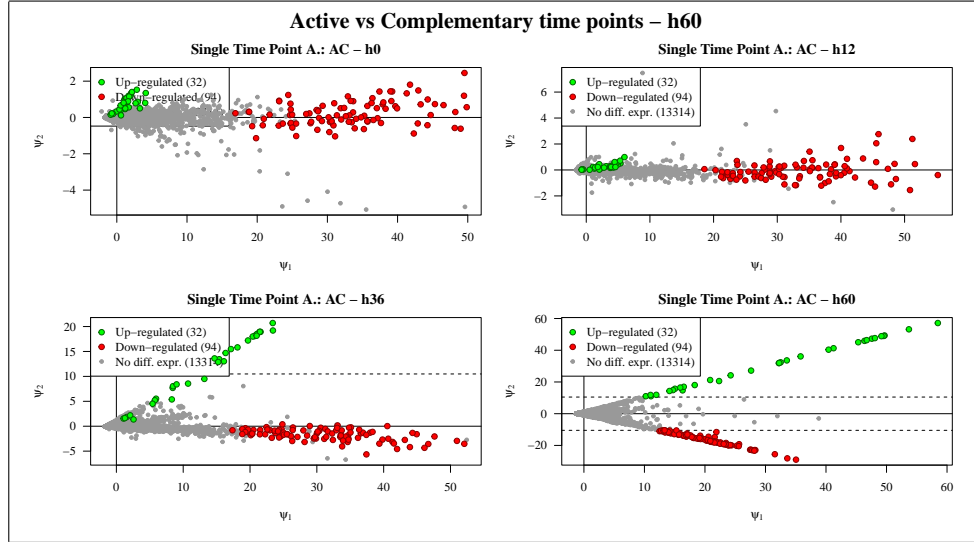 Active vs Complementary time points – h60
Single Time Point A.: AC – h0
Up-regulated (32)
Down-regulated (94)
2
0
−2
−4
ψ2
0 10 20 30 40 50
ψ1
Single Time Point A.: AC – h12
Up-regulated (32)
Down-regulated (94)
No diff. expr. (13314)
6
4
2
0
−2
ψ2
0 10 20 30 40 50
ψ1
Single Time Point A.: AC – h36
Up-regulated (32)
Down-regulated (94)
No diff. expr. (13314)
20
15
10
5
0
−5
ψ2
0 10 20 30 40 50
ψ1
Single Time Point A.: AC – h60
Up-regulated (32)
Down-regulated (94)
No diff. expr. (13314)
60
40
20
0
−20
ψ2
0 10 20 30 40 50 60
ψ1